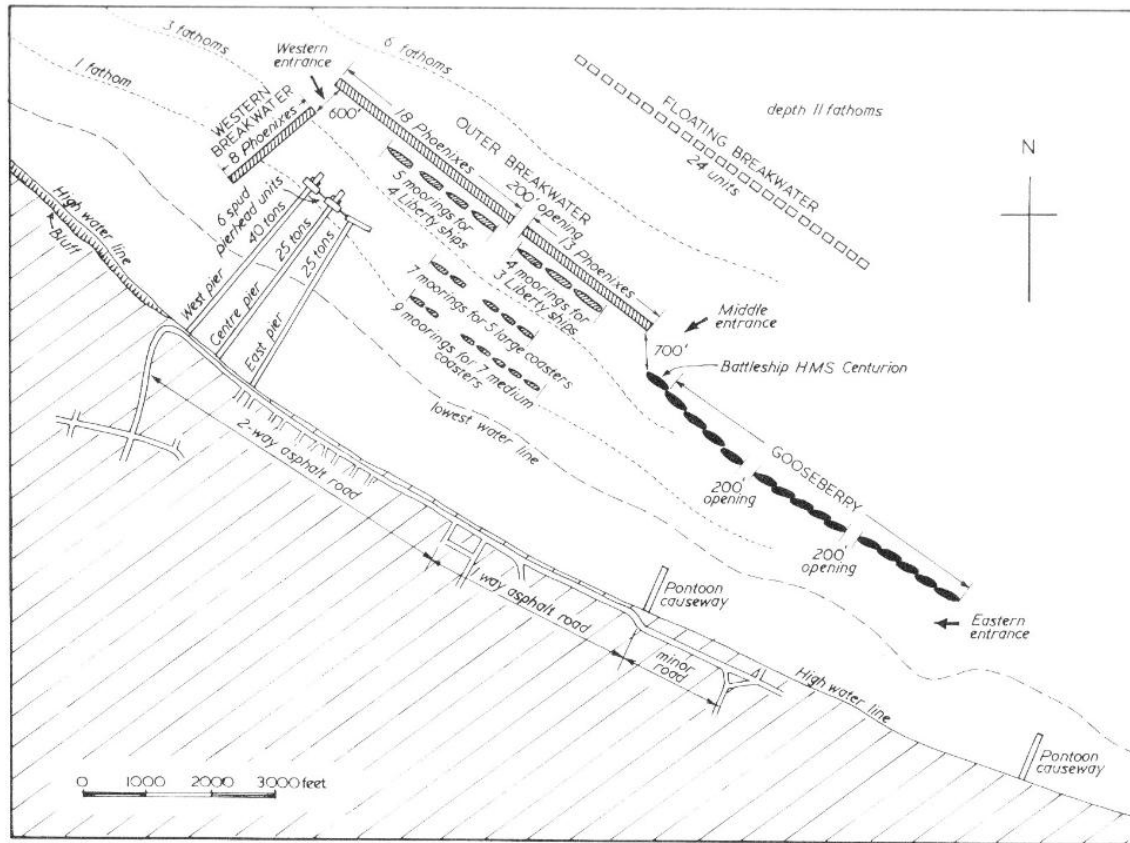 3 fathoms
1 fathom
Western
entrance
6 fathoms
WESTERN
BREAKWATER
8 Phoenixes
600'
18 Phoenixes
OUTER BREAKWATER
200' opening
13 Phoenixes
FLOATING BREAKWATER
24 units
depth 11 fathoms
N
5 moorings for
4 Liberty ships
4 moorings for
3 Liberty ships
7 moorings for 5 large coasters
9 moorings for 7 medium
coasters
6 spud
pierhead units
40 tons
25 tons
25 tons
West pier
Centre pier
East pier
High water line
Bluff
Middle
entrance
700'
Battleship H.M.S. Centurion
GOOSEBERRY
200'
opening
200'
opening
lowest water line
2-way asphalt road
1 way asphalt road
minor
road
Pontoon
causeway
Eastern
entrance
High water line
Pontoon
causeway
0 1000 2000 3000 feet